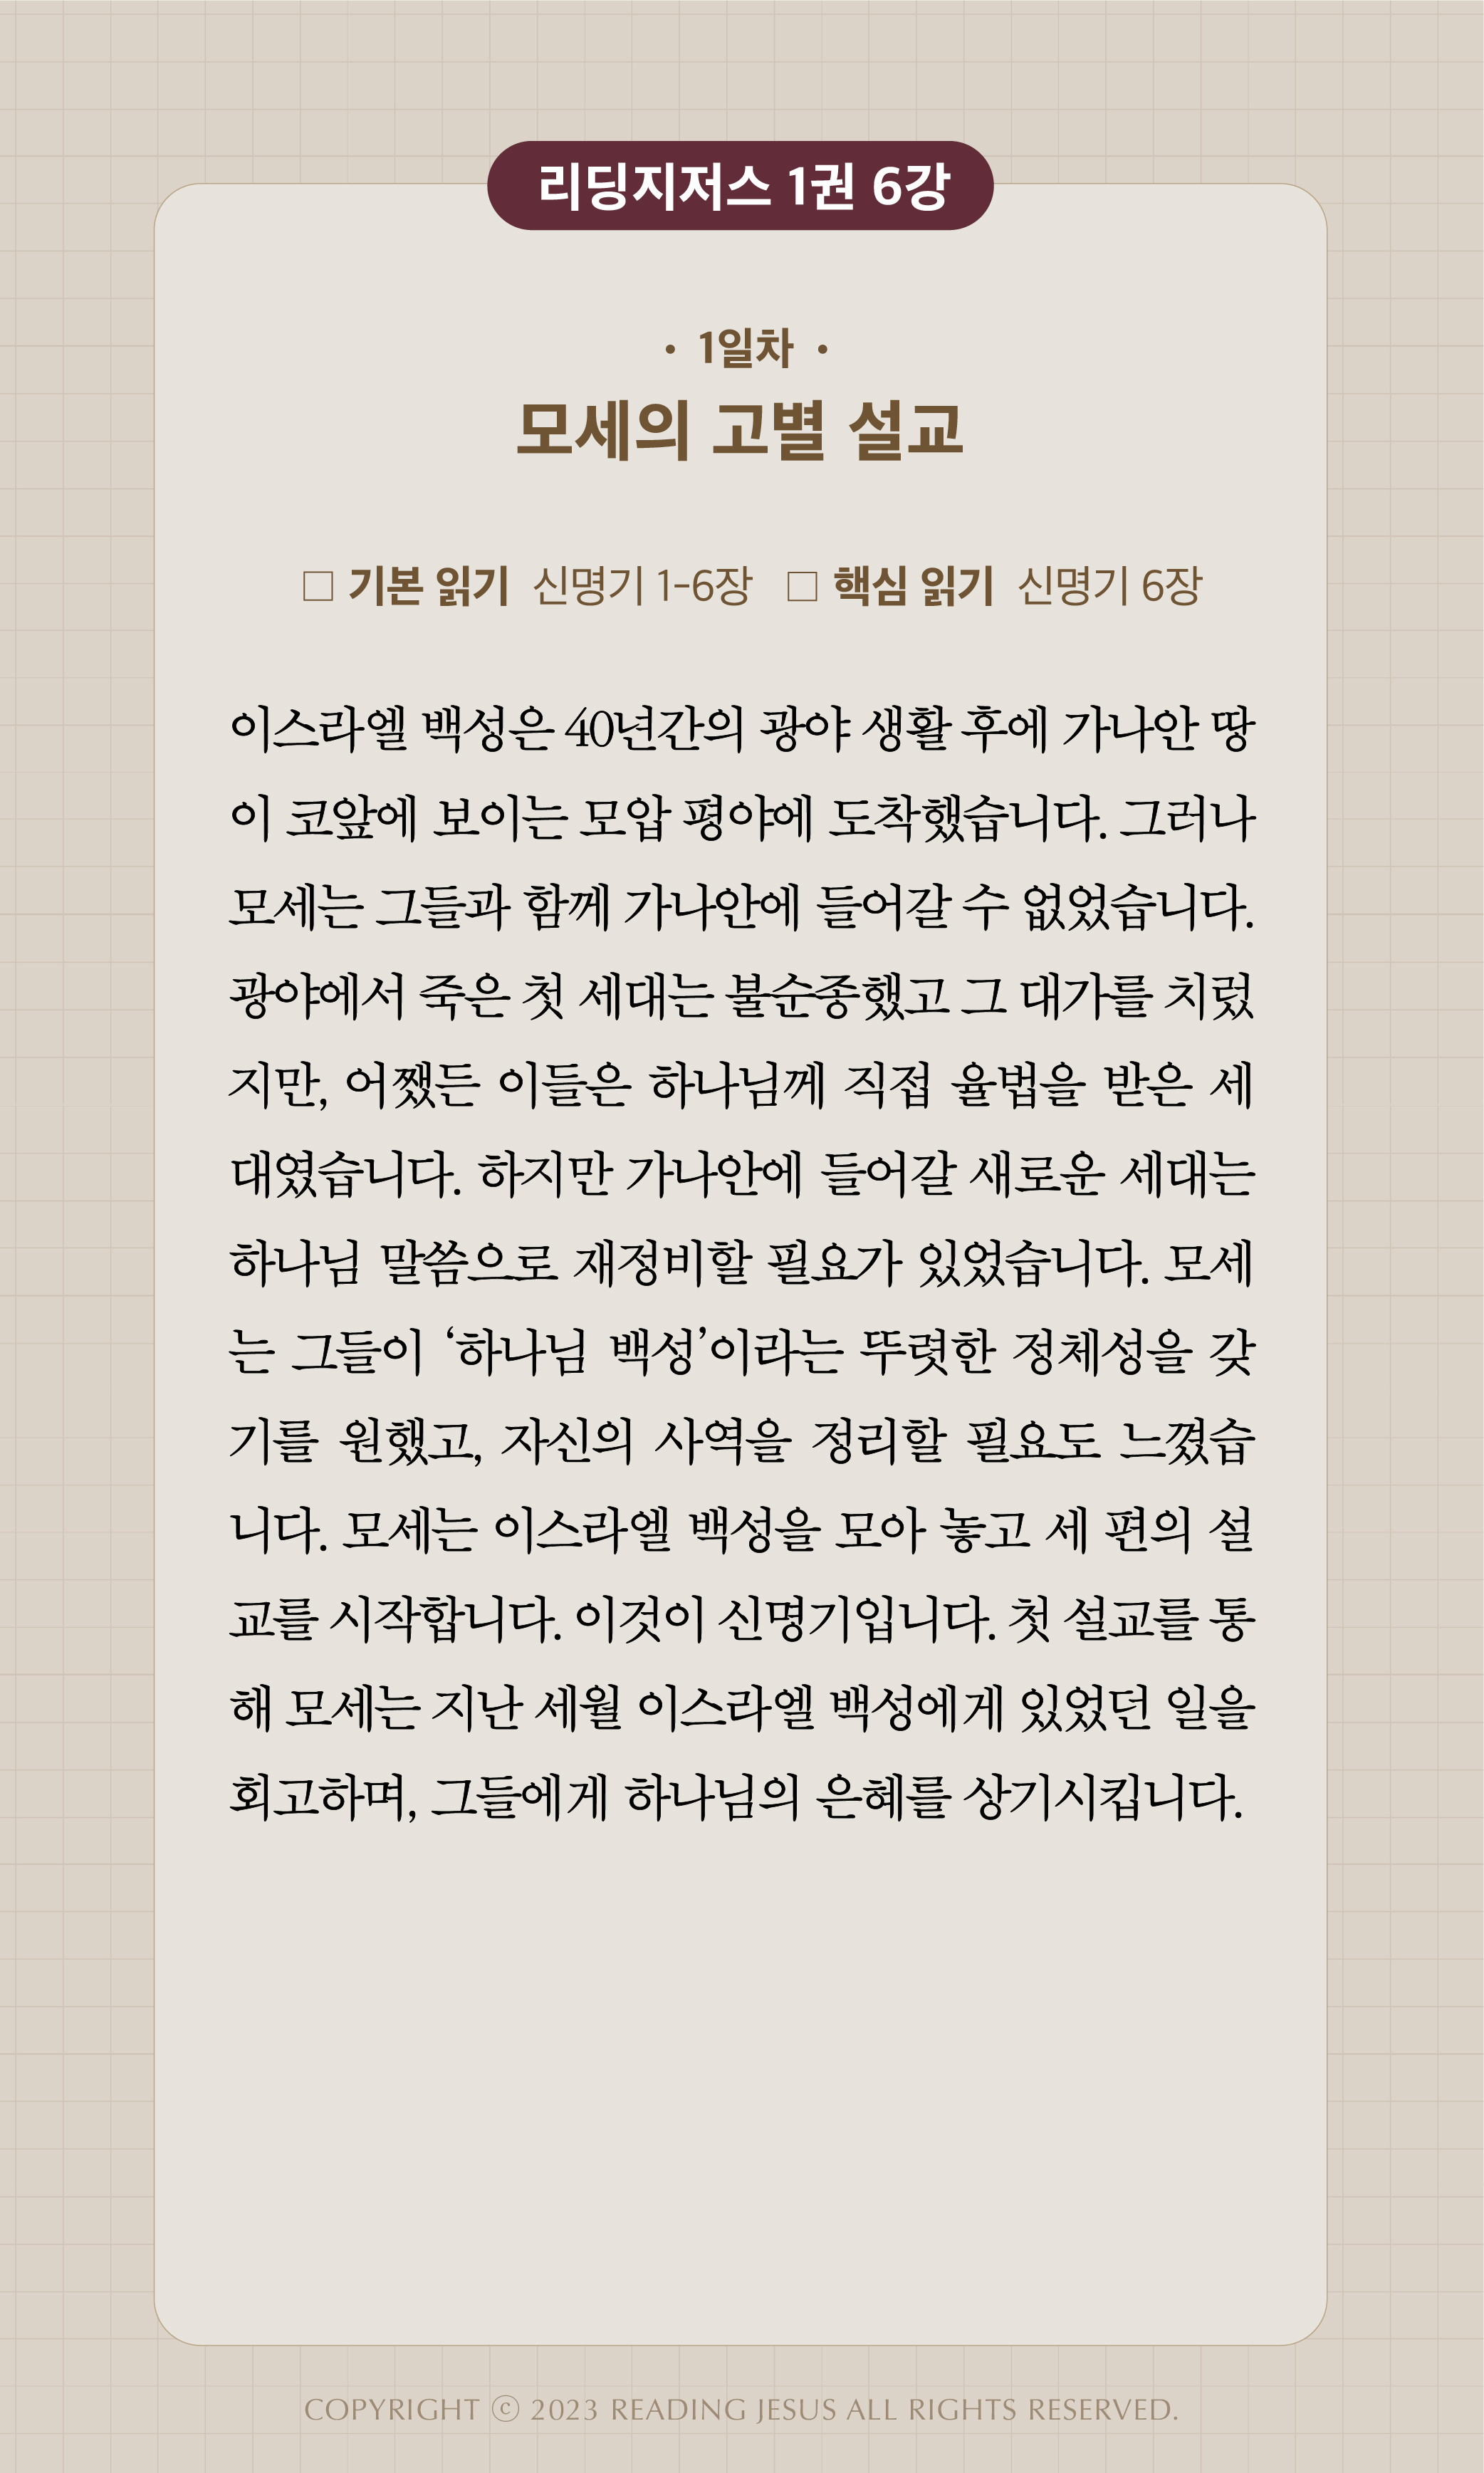 리딩지저스 1권 6강
· 1일차 ·
모세의 고별 설교
□ 기본 읽기 신명기 1-6장 □ 핵심 읽기 신명기 6장
이스라엘 백성은 40년간의 광야 생활 후에 가나안 땅
이 코앞에 보이는 모압 평야에 도착했습니다. 그러나
모세는 그들과 함께 가나안에 들어갈 수 없었습니다.
광야에서 죽은 첫 세대는 불순종했고 그 대가를 치렀
지만, 어쨌든 이들은 하나님께 직접 율법을 받은 세
대였습니다. 하지만 가나안에 들어갈 새로운 세대는
하나님 말씀으로 재정비할 필요가 있었습니다. 모세
는 그들이 ‘하나님 백성’이라는 뚜렷한 정체성을 갖
기를 원했고, 자신의 사역을 정리할 필요도 느꼈습
니다. 모세는 이스라엘 백성을 모아 놓고 세 편의 설
교를 시작합니다. 이것이 신명기입니다. 첫 설교를 통
해 모세는 지난 세월 이스라엘 백성에게 있었던 일을
회고하며, 그들에게 하나님의 은혜를 상기시킵니다.
COPYRIGHT ⓒ 2023 READING JESUS ALL RIGHTS RESERVED.